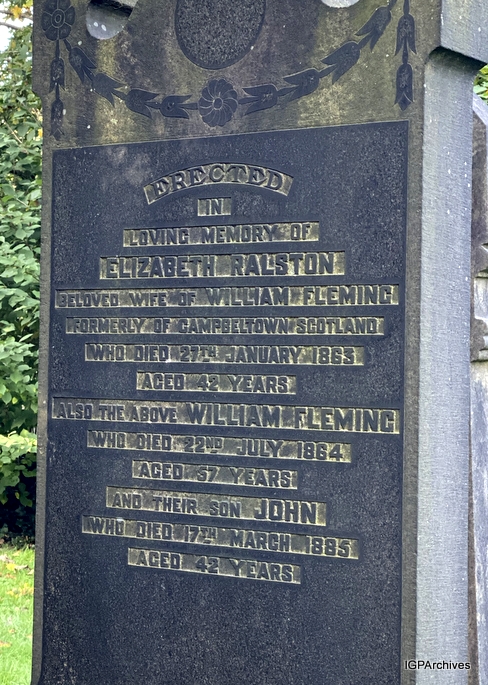 ERECTED
IN
LOVING MEMORY OF
ELIZABETH RALSTON
BELOVED WIFE OF WILLIAM FLEMING
FORMERLY OF CAMPBELTOWN SCOTLAND
WHO DIED 27TH JANUARY 1863
AGED 42 YEARS
ALSO THE ABOVE WILLIAM FLEMING
WHO DIED 22ND JULY 1864
AGED 57 YEARS
AND THEIR SON JOHN
WHO DIED 17TH MARCH 1885
AGED 42 YEARS
IGPArchives